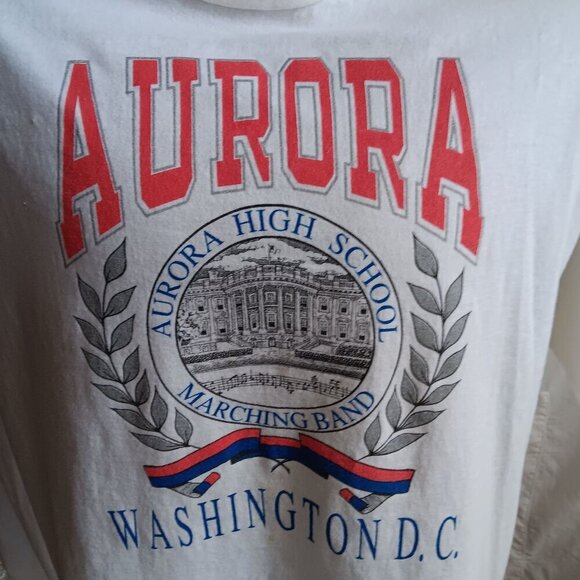 AURORA
AURORA HIGH SCHOOL
MARCHING BAND
WASHINGTON D.C.